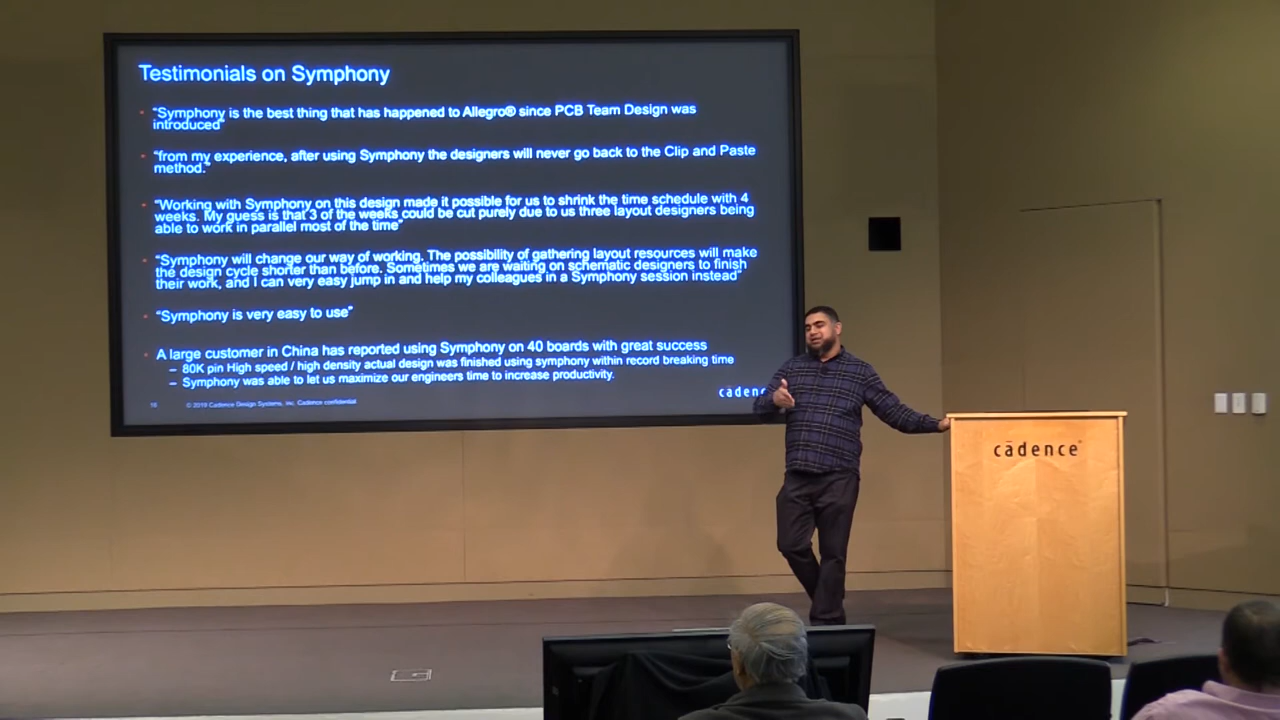 Testimonials on Symphony
"Symphony is the best thing that has happened to Allegro® since PCB Team Design was
introduced"
"from my experience, after using Symphony the designers will never go back to the Clip and Paste
method."
"Working with Symphony on this design made it possible for us to shrink the time schedule with 4
weeks. My guess is that 3 of the weeks could be cut purely due to us three layout designers being
able to work in parallel most of the time"
"Symphony will change our way of working. The possibility of gathering layout resources will make
the design cycle shorter than before. Sometimes we are waiting on schematic designers to finish
their work, and I can very easy jump in and help my colleagues in a Symphony session instead"
"Symphony is very easy to use"
A large customer in China has reported using Symphony on 40 boards with great success
– 80K pin High speed / high density actual design was finished using symphony within record breaking time
– Symphony was able to let us maximize our engineers time to increase productivity.
© 2019 Cadence Design Systems, Inc. Cadence confidential
cādenc
cādence